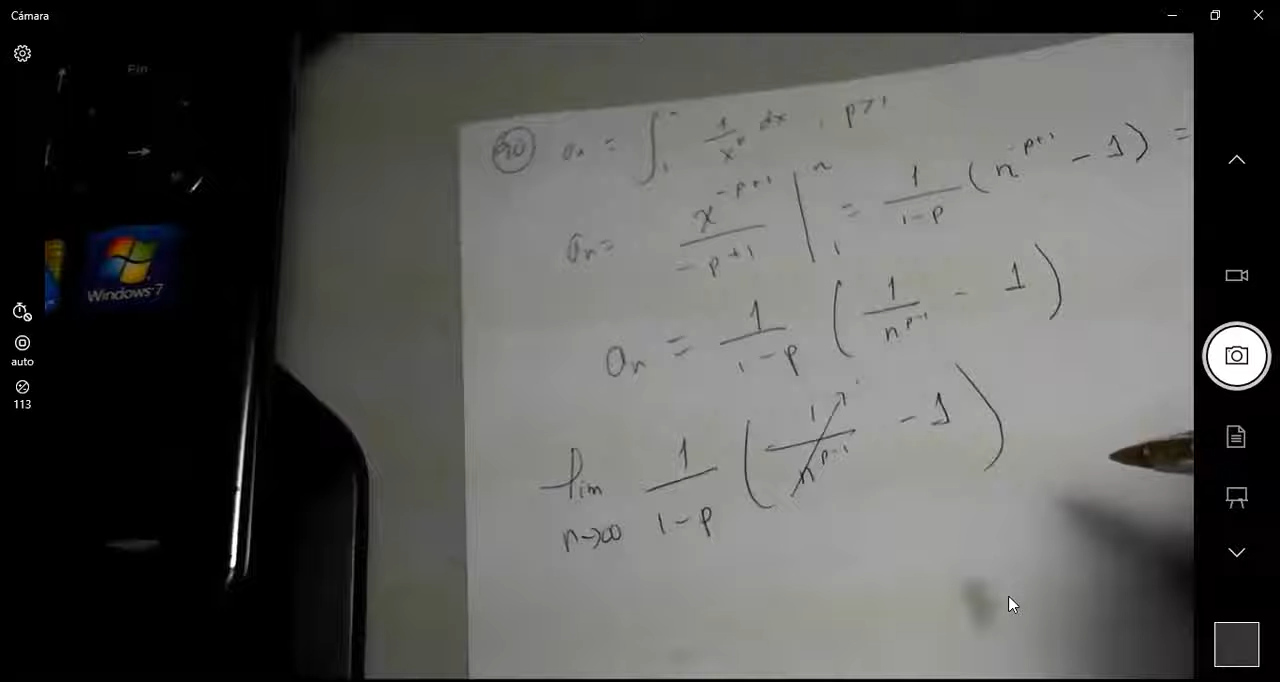 Cámara
Fin
Windows 7
auto
113
90 aₙ = ∫₁ⁿ 1/xᵖ dx , p>1
aₙ = x^(-p+1)/(-p+1) |₁ⁿ = 1/(1-p) (n^(-p+1) - 1) =
aₙ = 1/(1-p) (1/n^(p-1) - 1)
lim n→∞ 1/(1-p) (1/n^(p-1) - 1)